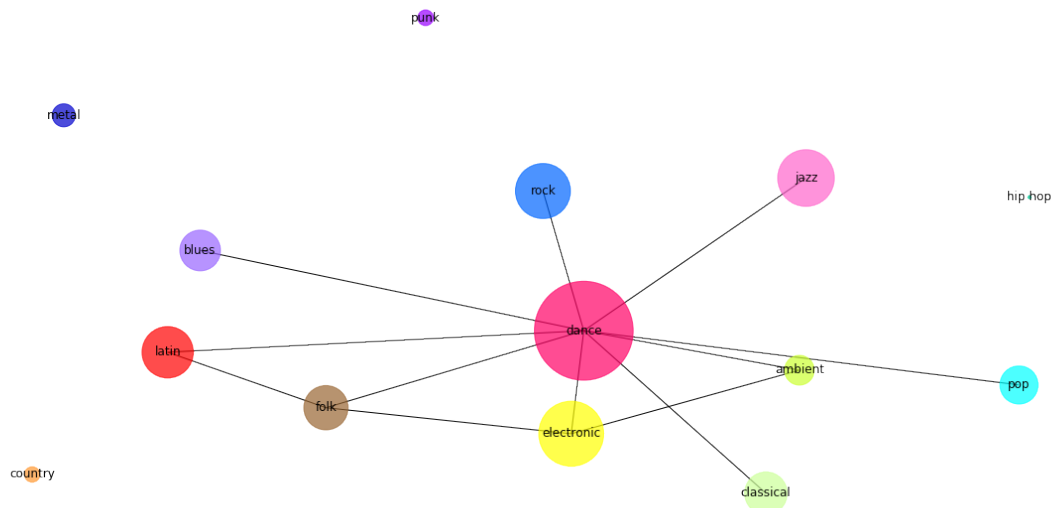 punk
metal
jazz
rock
hip hop
blues
dance
latin
ambient
pop
folk
electronic
country
classical